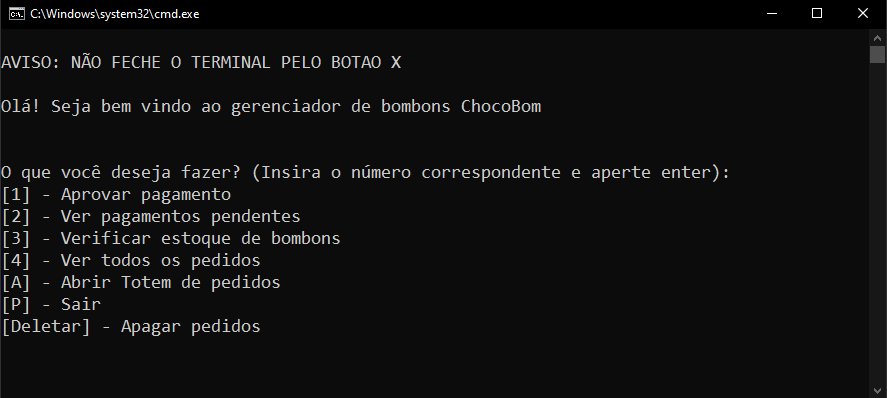 C:\Windows\system32\cmd.exe
AVISO: NÃO FECHE O TERMINAL PELO BOTAO X
Olá! Seja bem vindo ao gerenciador de bombons ChocoBom
O que você deseja fazer? (Insira o número correspondente e aperte enter):
[1] - Aprovar pagamento
[2] - Ver pagamentos pendentes
[3] - Verificar estoque de bombons
[4] - Ver todos os pedidos
[A] - Abrir Totem de pedidos
[P] - Sair
[Deletar] - Apagar pedidos